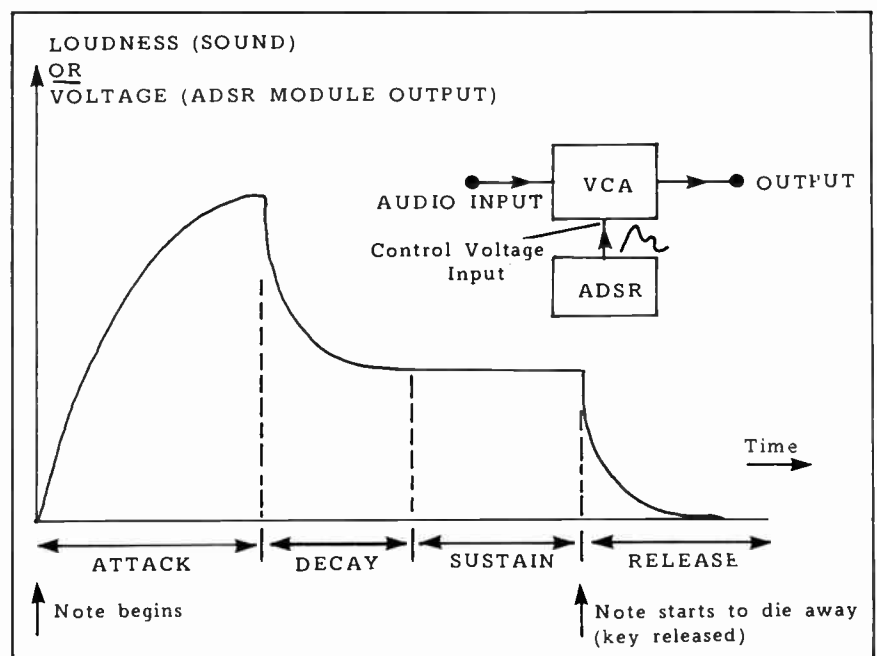 LOUDNESS (SOUND)
OR
VOLTAGE (ADSR MODULE OUTPUT)
VCA
AUDIO INPUT
OUTPUT
Control Voltage
Input
ADSR
Time
ATTACK
DECAY
SUSTAIN
RELEASE
Note begins
Note starts to die away
(key released)